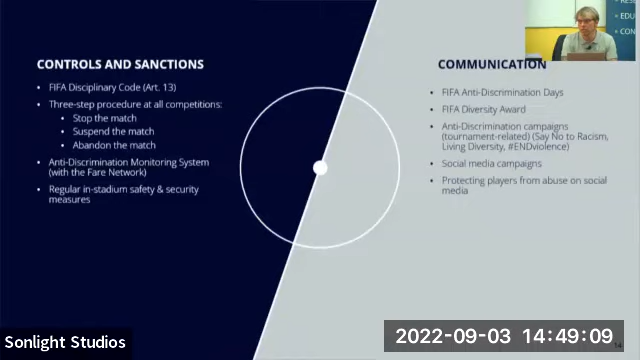 CONTROLS AND SANCTIONS
• FIFA Disciplinary Code (Art. 13)
• Three-step procedure at all competitions:
• Stop the match
• Suspend the match
• Abandon the match
• Anti-Discrimination Monitoring System
(with the Fare Network)
• Regular in-stadium safety & security
measures
COMMUNICATION
• FIFA Anti-Discrimination Days
• FIFA Diversity Award
• Anti-Discrimination campaigns
(tournament-related) (Say No to Racism,
Living Diversity, #ENDviolence)
• Social media campaigns
• Protecting players from abuse on social
media
EDU
CON
Sonlight Studios
2022-09-03 14:49:09